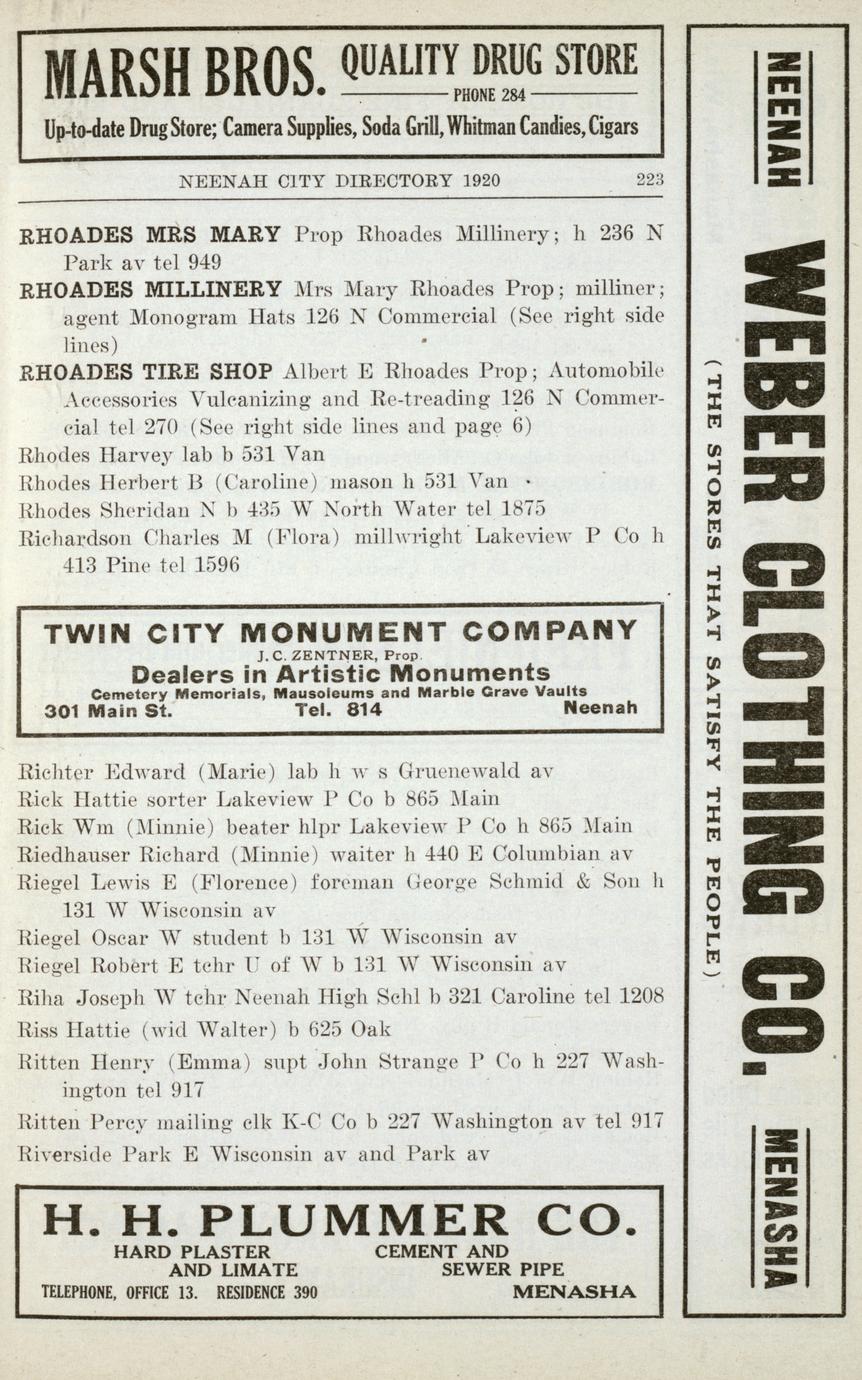 MARSH BROS. QUALITY DRUG STORE
PHONE 284
Up-to-date Drug Store; Camera Supplies, Soda Grill, Whitman Candies, Cigars
NEENAH CITY DIRECTORY 1920 223
RHOADES MRS MARY Prop Rhoades Millinery; h 236 N
Park av tel 949
RHOADES MILLINERY Mrs Mary Rhoades Prop; milliner;
agent Monogram Hats 126 N Commercial (See right side
lines)
RHOADES TIRE SHOP Albert E Rhoades Prop; Automobile
Accessories Vulcanizing and Re-treading 126 N Commer-
cial tel 270 (See right side lines and page 6)
Rhodes Harvey lab b 531 Van
Rhodes Herbert B (Caroline) mason h 531 Van
Rhodes Sheridan N b 435 W North Water tel 1875
Richardson Charles M (Flora) millwright Lakeview P Co h
413 Pine tel 1596
TWIN CITY MONUMENT COMPANY
J. C. ZENTNER, Prop.
Dealers in Artistic Monuments
Cemetery Memorials, Mausoleums and Marble Grave Vaults
301 Main St. Tel. 814 Neenah
Richter Edward (Marie) lab h w s Gruenewald av
Rick Hattie sorter Lakeview P Co b 865 Main
Rick Wm (Minnie) beater hlpr Lakeview P Co h 865 Main
Riedhauser Richard (Minnie) waiter h 440 E Columbian av
Riegel Lewis E (Florence) foreman George Schmid & Son h
131 W Wisconsin av
Riegel Oscar W student b 131 W Wisconsin av
Riegel Robert E tchr U of W b 131 W Wisconsin av
Riha Joseph W tchr Neenah High Schl b 321 Caroline tel 1208
Riss Hattie (wid Walter) b 625 Oak
Ritten Henry (Emma) supt John Strange P Co h 227 Wash-
ington tel 917
Ritten Percy mailing clk K-C Co b 227 Washington av tel 917
Riverside Park E Wisconsin av and Park av
H. H. PLUMMER CO.
HARD PLASTER CEMENT AND
AND LIMATE SEWER PIPE
TELEPHONE, OFFICE 13. RESIDENCE 390 MENASHA
NEENAH WEBER CLOTHING CO. MENASHA
(THE STORES THAT SATISFY THE PEOPLE)